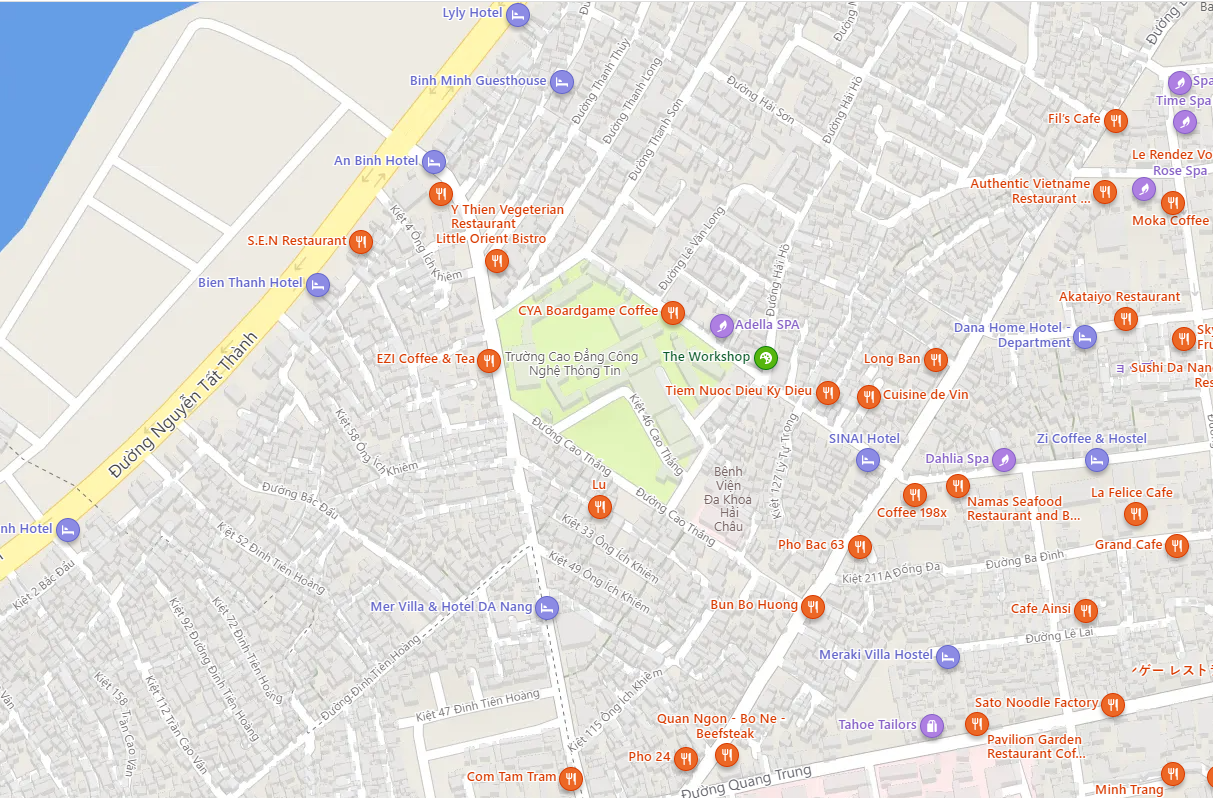 Lyly Hotel
Binh Minh Guesthouse
Đường Thanh Thủy
Đường Thanh Long
Đường Thanh Sơn
Đường Hải Sơn
Đường Hải Hồ
Spa
Time Spa
Fil's Cafe
Le Rendez Vo
Rose Spa
Authentic Vietname
Restaurant ...
Moka Coffee
An Binh Hotel
Y Thien Vegeterian
Restaurant
Little Orient Bistro
S.E.N Restaurant
Kiệt 4 Ông Ích Khiêm
Bien Thanh Hotel
Đường Lê Văn Long
Đường Hải Hồ
CYA Boardgame Coffee
Adella SPA
Akataiyo Restaurant
Dana Home Hotel -
Department
EZI Coffee & Tea
Trường Cao Đẳng Công
Nghệ Thông Tin
The Workshop
Long Ban
Sky
Fru
Sushi Da Nan
Res
Tiem Nuoc Dieu Ky Dieu
Cuisine de Vin
Đường Nguyễn Tất Thành
Kiệt 58 Ông Ích Khiêm
Kiệt 46 Cao Thắng
Đường Cao Thắng
SINAI Hotel
Zi Coffee & Hostel
Dahlia Spa
Kiệt 127 Lý Tự Trọng
Bệnh
Viện
Đa Khoa
Hải
Châu
Lu
Đường Cao Thắng
Coffee 198x
Namas Seafood
Restaurant and B...
La Felice Cafe
Đường Bắc Đẩu
nh Hotel
Kiệt 52 Đinh Tiên Hoàng
Kiệt 33 Ông Ích Khiêm
Pho Bac 63
Grand Cafe
Đường Ba Đình
Kiệt 211A Đống Đa
Kiệt 2 Bắc Đẩu
Kiệt 49 Ông Ích Khiêm
Mer Villa & Hotel DA Nang
Bun Bo Huong
Cafe Ainsi
Đường Lê Lai
Kiệt 92 Đường Đinh Tiên Hoàng
Kiệt 72 Đinh Tiên Hoàng
Đường Đinh Tiên Hoàng
Meraki Villa Hostel
ゲー レスト
Kiệt 158 Trần Cao Vân
Kiệt 112 Trần Cao Vân
Kiệt 47 Đinh Tiên Hoàng
Kiệt 115 Ông Ích Khiêm
Quan Ngon - Bo Ne -
Beefsteak
Sato Noodle Factory
Tahoe Tailors
Pavilion Garden
Restaurant Cof...
Pho 24
Com Tam Tram
Đường Quang Trung
Minh Trang